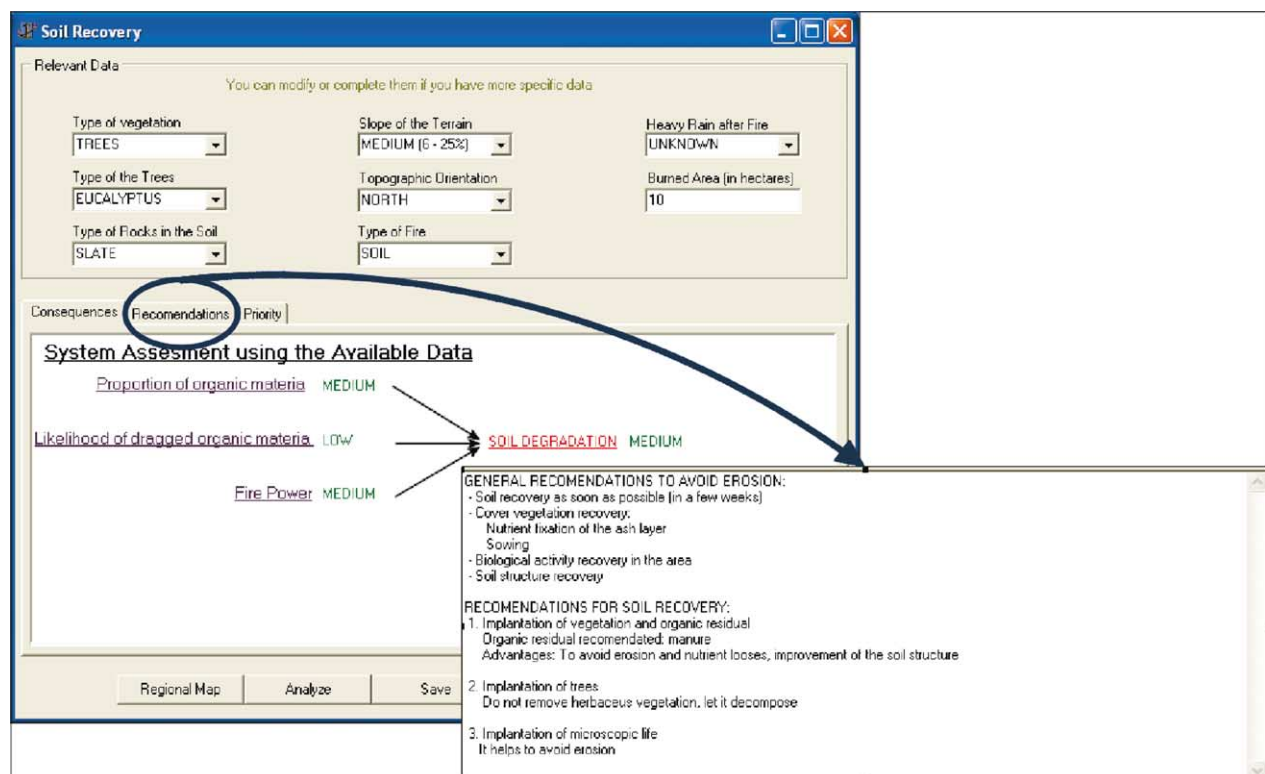 Soil Recovery
Relevant Data
You can modify or complete them if you have more specific data
Type of vegetation
TREES
Slope of the Terrain
MEDIUM (6 - 25%)
Heavy Rain after Fire
UNKNOWN
Type of the Trees
EUCALYPTUS
Topographic Orientation
NORTH
Burned Area (in hectares)
10
Type of Rocks in the Soil
SLATE
Type of Fire
SOIL
Consequences
Recomendations
Priority
System Assesment using the Available Data
Proportion of organic materia MEDIUM
Likelihood of dragged organic materia LOW
SOIL DEGRADATION MEDIUM
Fire Power MEDIUM
Regional Map
Analyze
Save
GENERAL RECOMENDATIONS TO AVOID EROSION:
- Soil recovery as soon as possible (in a few weeks)
- Cover vegetation recovery:
Nutrient fixation of the ash layer
Sowing
- Biological activity recovery in the area
- Soil structure recovery
RECOMENDATIONS FOR SOIL RECOVERY:
1. Implantation of vegetation and organic residual
Organic residual recomendated: manure
Advantages: To avoid erosion and nutrient looses, improvement of the soil structure
2. Implantation of trees
Do not remove herbaceus vegetation, let it decompose
3. Implantation of microscopic life
It helps to avoid erosion